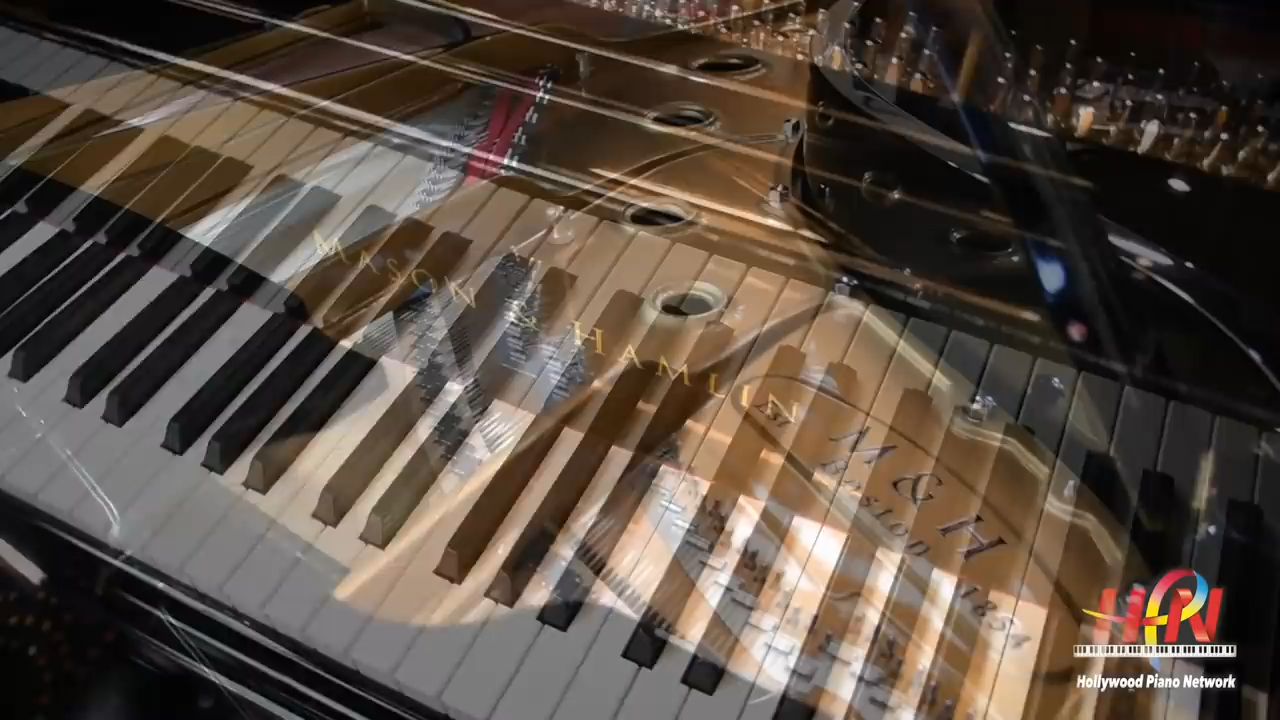 MASON & HAMLIN
M & H
Boston
1854
HPN
Hollywood Piano Network